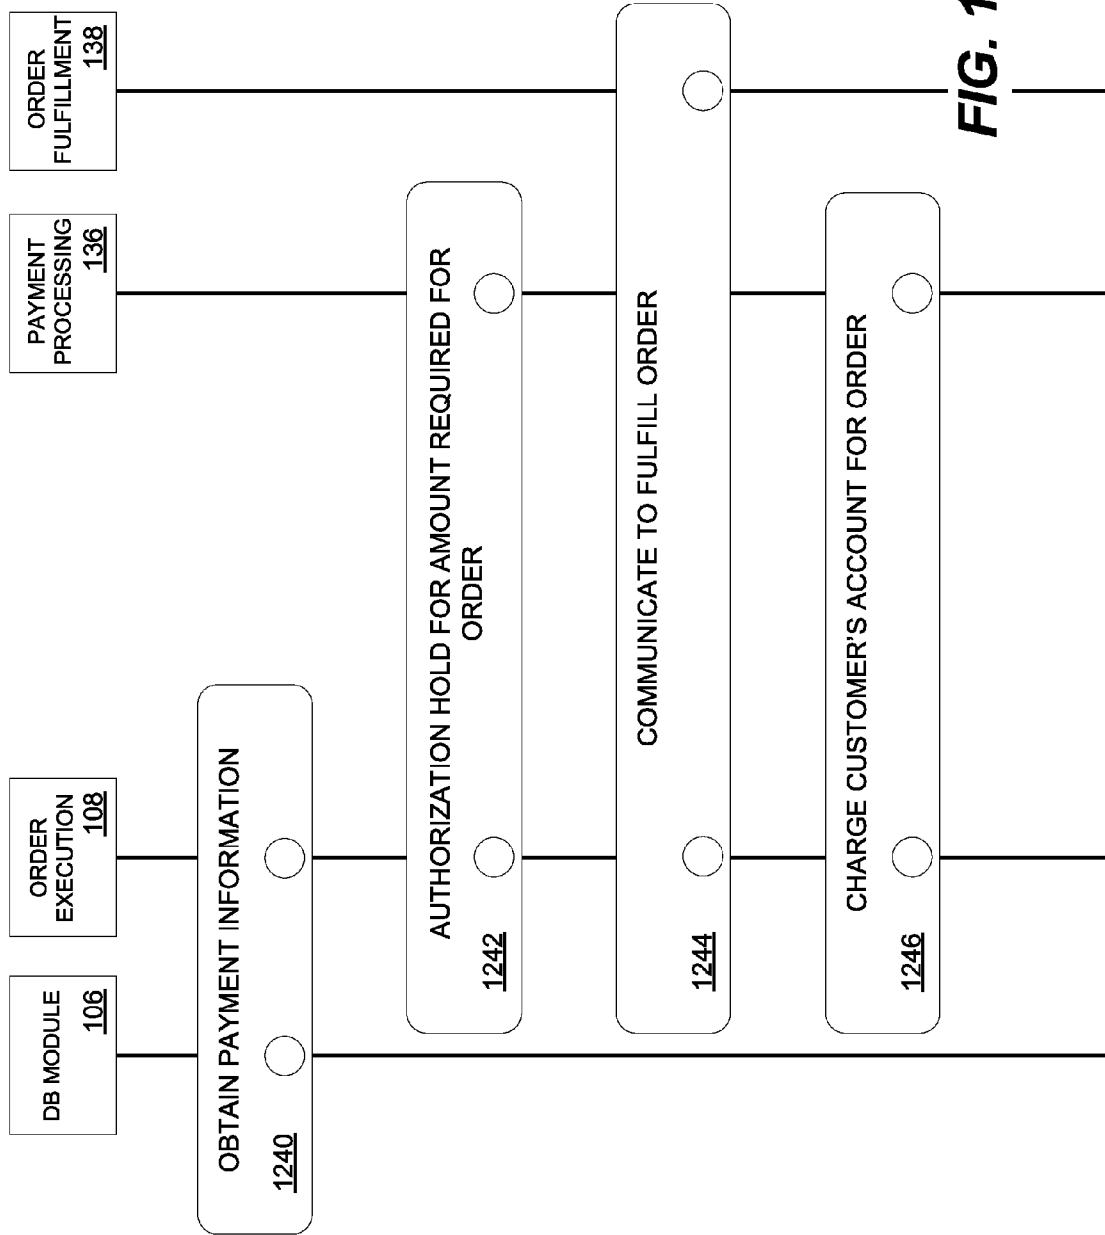 DB MODULE
106
ORDER
EXECUTION
108
PAYMENT
PROCESSING
136
ORDER
FULFILLMENT
138
OBTAIN PAYMENT INFORMATION
1240
AUTHORIZATION HOLD FOR AMOUNT REQUIRED FOR
ORDER
1242
COMMUNICATE TO FULFILL ORDER
1244
CHARGE CUSTOMER'S ACCOUNT FOR ORDER
1246
FIG.